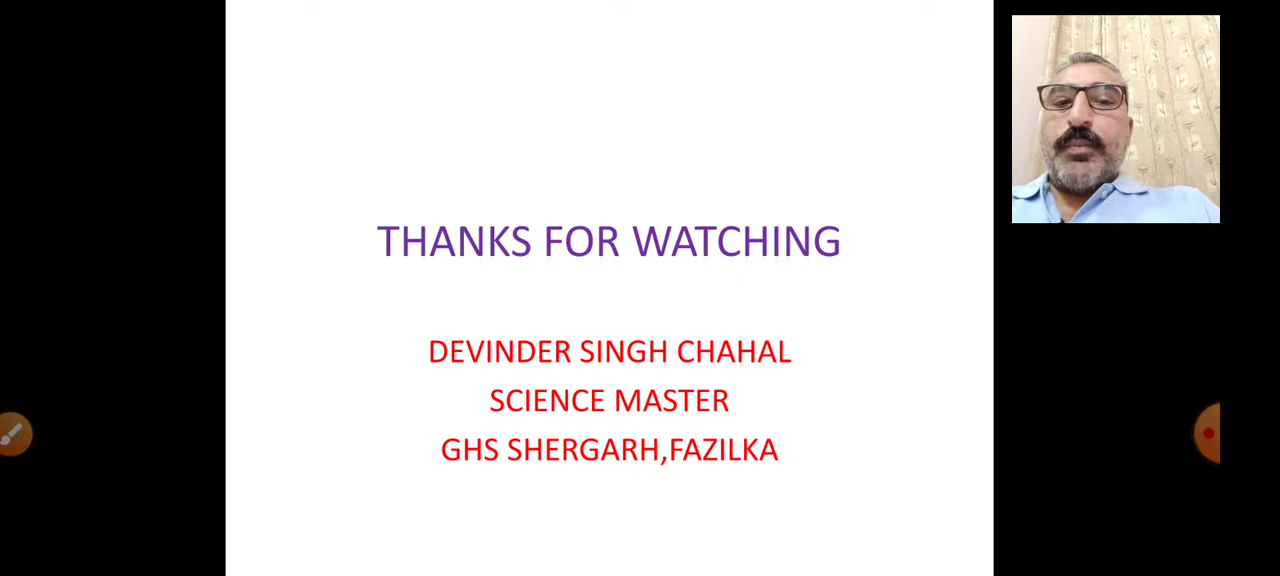 THANKS FOR WATCHING
DEVINDER SINGH CHAHAL
SCIENCE MASTER
GHS SHERGARH,FAZILKA